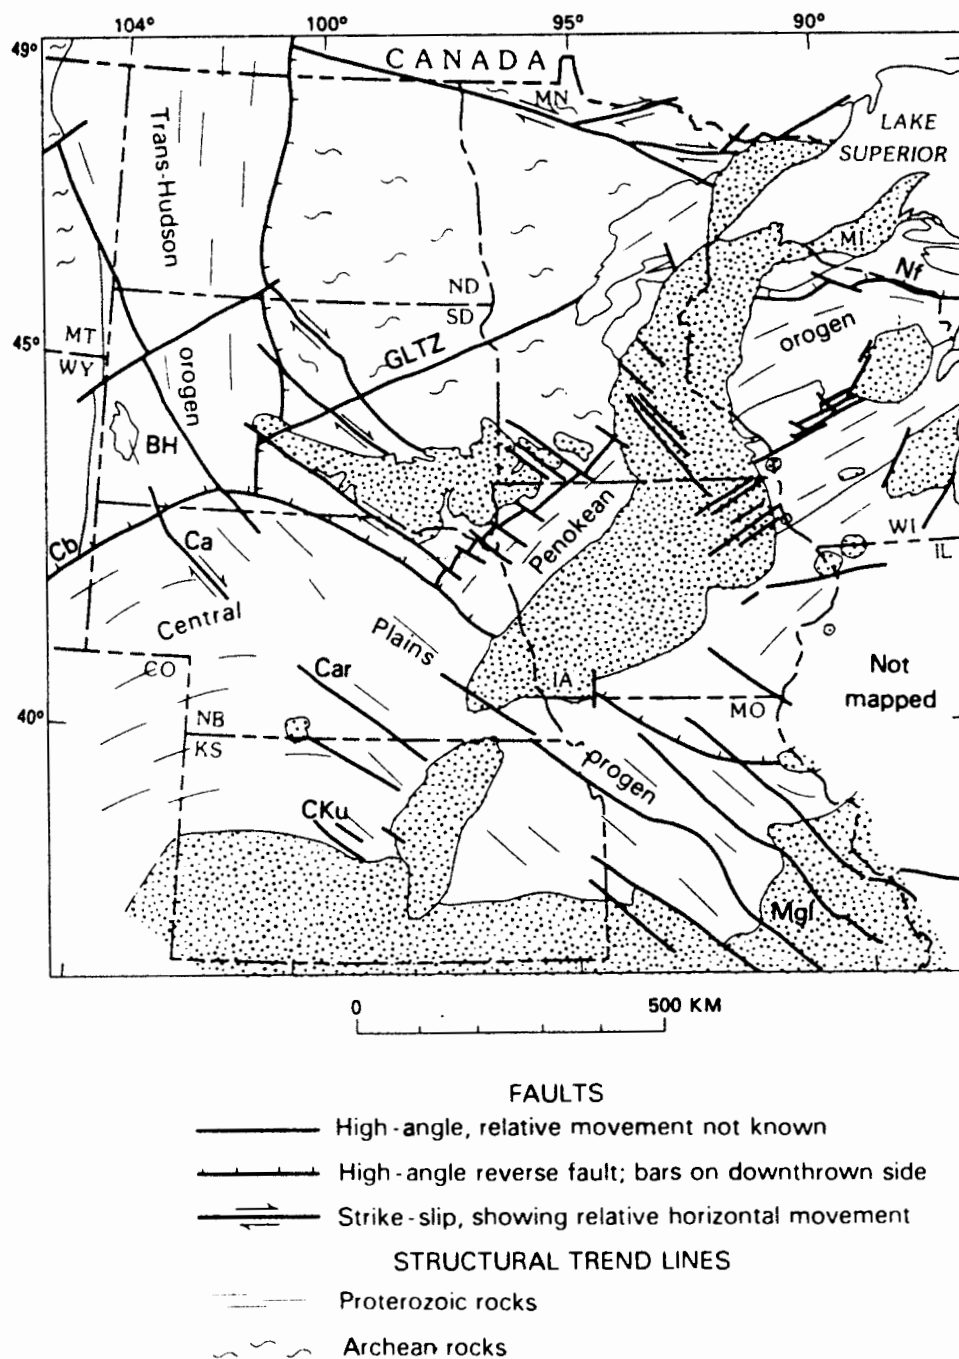 104° 100° 95° 90°
49°
CANADA
MN
LAKE
SUPERIOR
Trans-Hudson
MI
Nf
ND
SD
MT
WY
45°
GLTZ
orogen
orogen
BH
Penokean
Cb
Ca
WI
IL
Central
Plains
CO
Car
IA
MO
Not
mapped
40°
NB
KS
orogen
CKu
Mgl
0 500 KM
FAULTS
High-angle, relative movement not known
High-angle reverse fault; bars on downthrown side
Strike-slip, showing relative horizontal movement
STRUCTURAL TREND LINES
Proterozoic rocks
Archean rocks